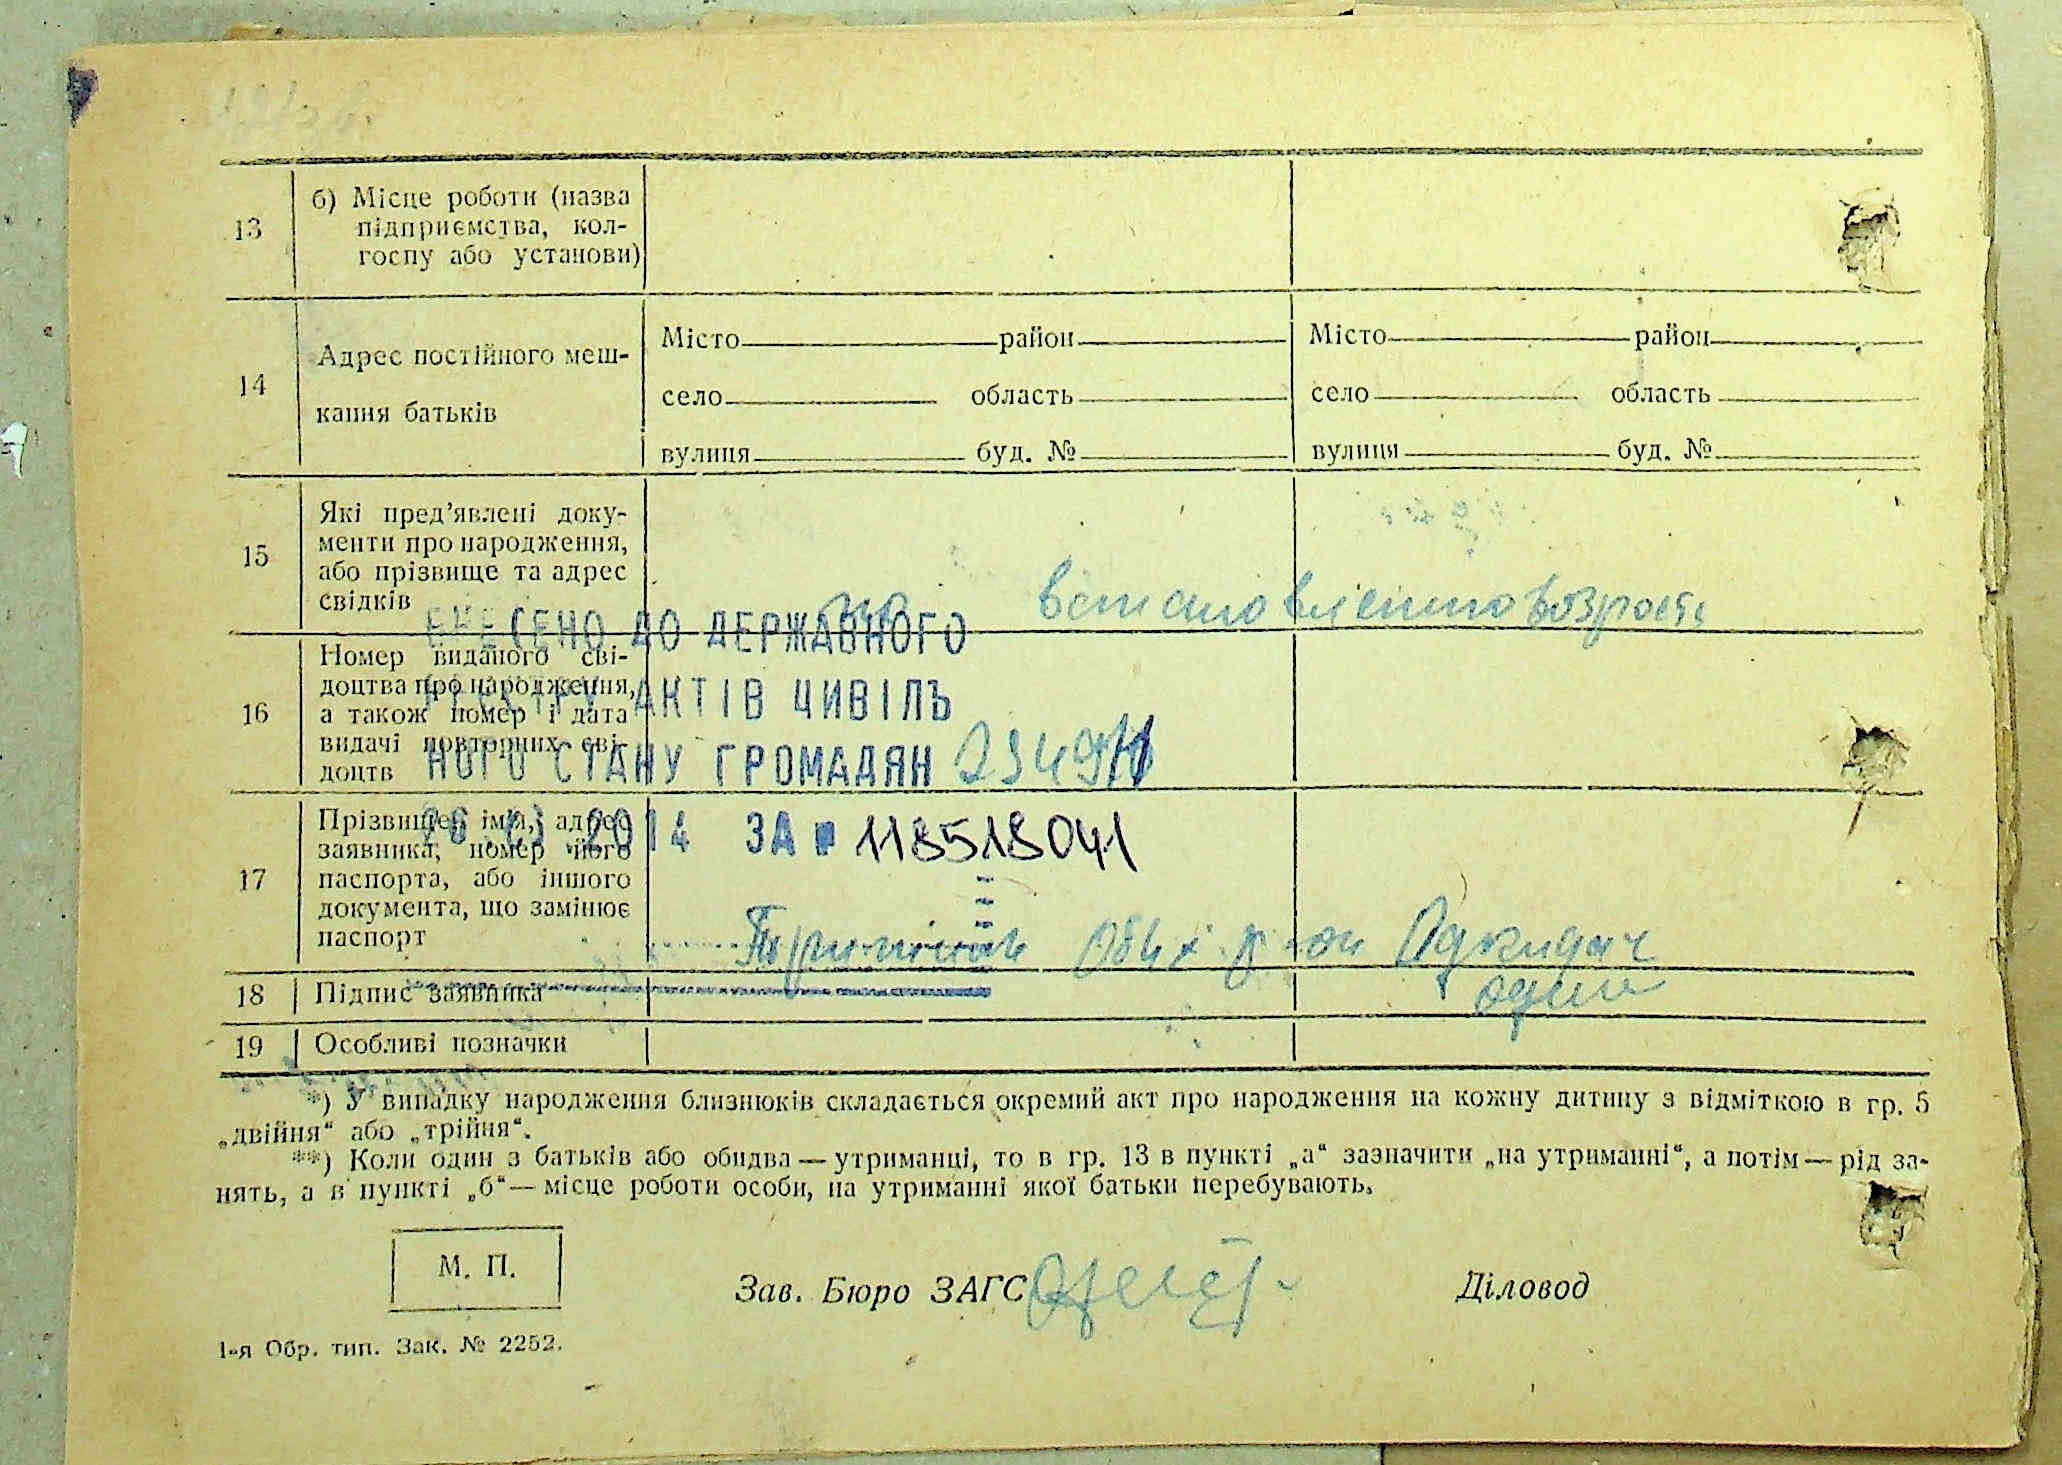 13
б) Місце роботи (назва
підприємства, кол-
госпу або установи)
14
Адрес постійного меш-
кання батьків
Місто район
село область
вулиця буд. №
Місто район
село область
вулиця буд. №
15
Які пред’явлені доку-
менти про народження,
або прізвище та адрес
свідків
по встановленню возрость
16
Номер виданого сві-
доцтва про народження,
а також номер і дата
видачі повторних сві-
доцтв
ВНЕСЕНО ДО ДЕРЖАВНОГО
РЕЄСТРУ АКТІВ ЦИВІЛЬ
НОГО СТАНУ ГРОМАДЯН
2014 ЗА № 118518041
17
Прізвище, імя, адрес
заявника, номер його
паспорта, або іншого
документа, що замінює
паспорт
18
Підпис заявника
19
Особливі позначки
*) У випадку народження близнюків складається окремий акт про народження на кожну дитину з відміткою в гр. 5
„двійня“ або „трійня“.
**) Коли один з батьків або обидва — утриманці, то в гр. 13 в пункті „а“ зазначити „на утриманні“, а потім — рід за-
нять, а в пункті „б“ — місце роботи особи, на утриманні якої батьки перебувають.
М. П.
Зав. Бюро ЗАГС
Діловод
1-я Обр. тип. Зак. № 2252.